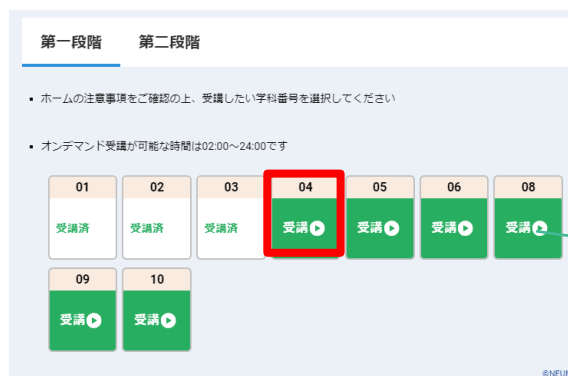 第一段階 第二段階
• ホームの注意事項をご確認の上、受講したい学科番号を選択してください
• オンデマンド受講が可能な時間は02:00～24:00です
01 02 03 04 05 06 08
受講済 受講済 受講済 受講 受講 受講 受講
09 10
受講 受講